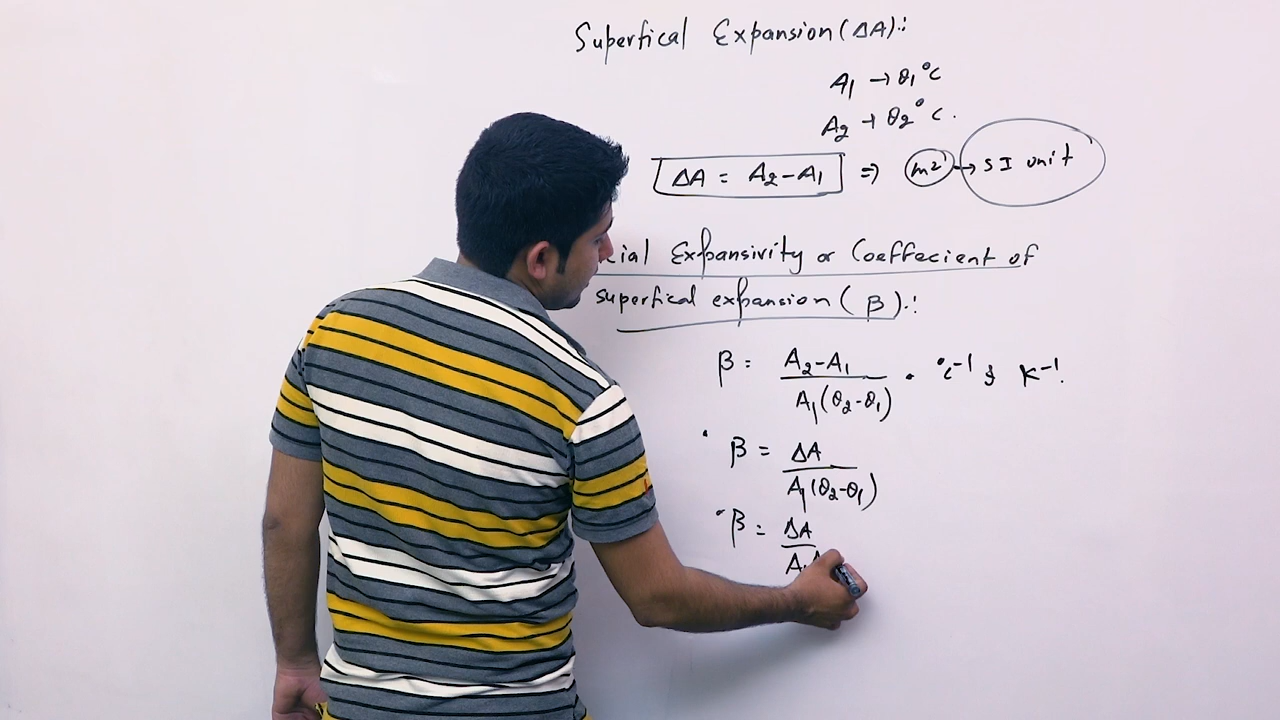 Superfical Expansion (ΔA):
A₁ → θ₁°C
A₂ → θ₂°C.
ΔA = A₂-A₁ ⇒ m² → SI unit
Expansivity or Coeffecient of
superfical expansion (β):
β = A₂-A₁ / A₁(θ₂-θ₁) . °C⁻¹ & K⁻¹.
β = ΔA / A₁(θ₂-θ₁)
β = ΔA / A₁